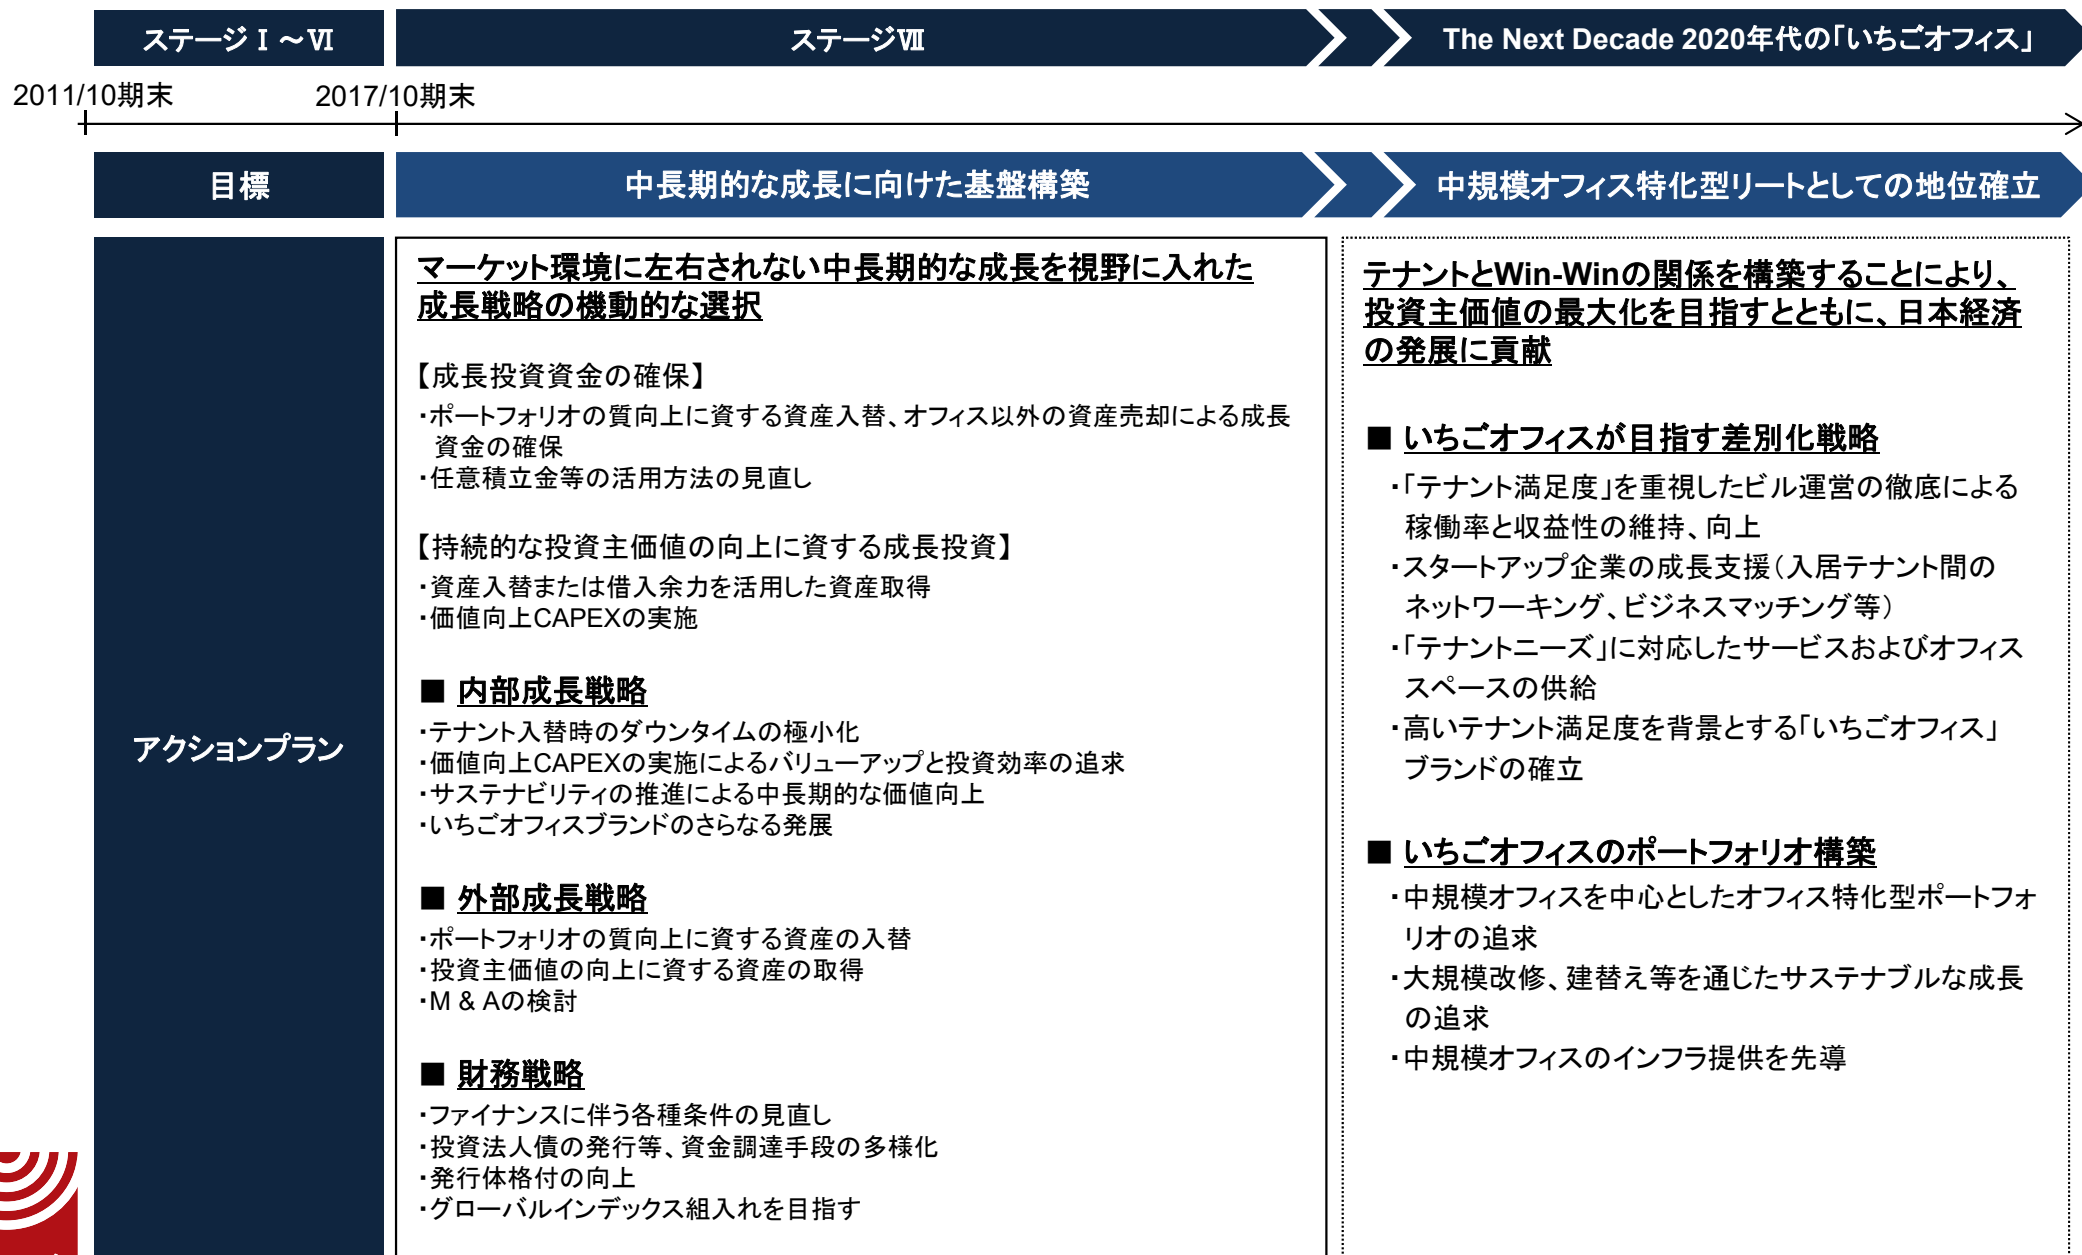 ステージⅠ～Ⅵ
ステージⅦ
The Next Decade 2020年代の「いちごオフィス」
2011/10期末
2017/10期末
目標
中長期的な成長に向けた基盤構築
中規模オフィス特化型リートとしての地位確立
アクションプラン
マーケット環境に左右されない中長期的な成長を視野に入れた
成長戦略の機動的な選択
【成長投資資金の確保】
・ポートフォリオの質向上に資する資産入替、オフィス以外の資産売却による成長
資金の確保
・任意積立金等の活用方法の見直し
【持続的な投資主価値の向上に資する成長投資】
・資産入替または借入余力を活用した資産取得
・価値向上CAPEXの実施
■ 内部成長戦略
・テナント入替時のダウンタイムの極小化
・価値向上CAPEXの実施によるバリューアップと投資効率の追求
・サステナビリティの推進による中長期的な価値向上
・いちごオフィスブランドのさらなる発展
■ 外部成長戦略
・ポートフォリオの質向上に資する資産の入替
・投資主価値の向上に資する資産の取得
・M & Aの検討
■ 財務戦略
・ファイナンスに伴う各種条件の見直し
・投資法人債の発行等、資金調達手段の多様化
・発行体格付の向上
・グローバルインデックス組入れを目指す
テナントとWin-Winの関係を構築することにより、
投資主価値の最大化を目指すとともに、日本経済
の発展に貢献
■ いちごオフィスが目指す差別化戦略
・「テナント満足度」を重視したビル運営の徹底による
稼働率と収益性の維持、向上
・スタートアップ企業の成長支援（入居テナント間の
ネットワーキング、ビジネスマッチング等）
・「テナントニーズ」に対応したサービスおよびオフィス
スペースの供給
・高いテナント満足度を背景とする「いちごオフィス」
ブランドの確立
■ いちごオフィスのポートフォリオ構築
・中規模オフィスを中心としたオフィス特化型ポートフォ
リオの追求
・大規模改修、建替え等を通じたサステナブルな成長
の追求
・中規模オフィスのインフラ提供を先導